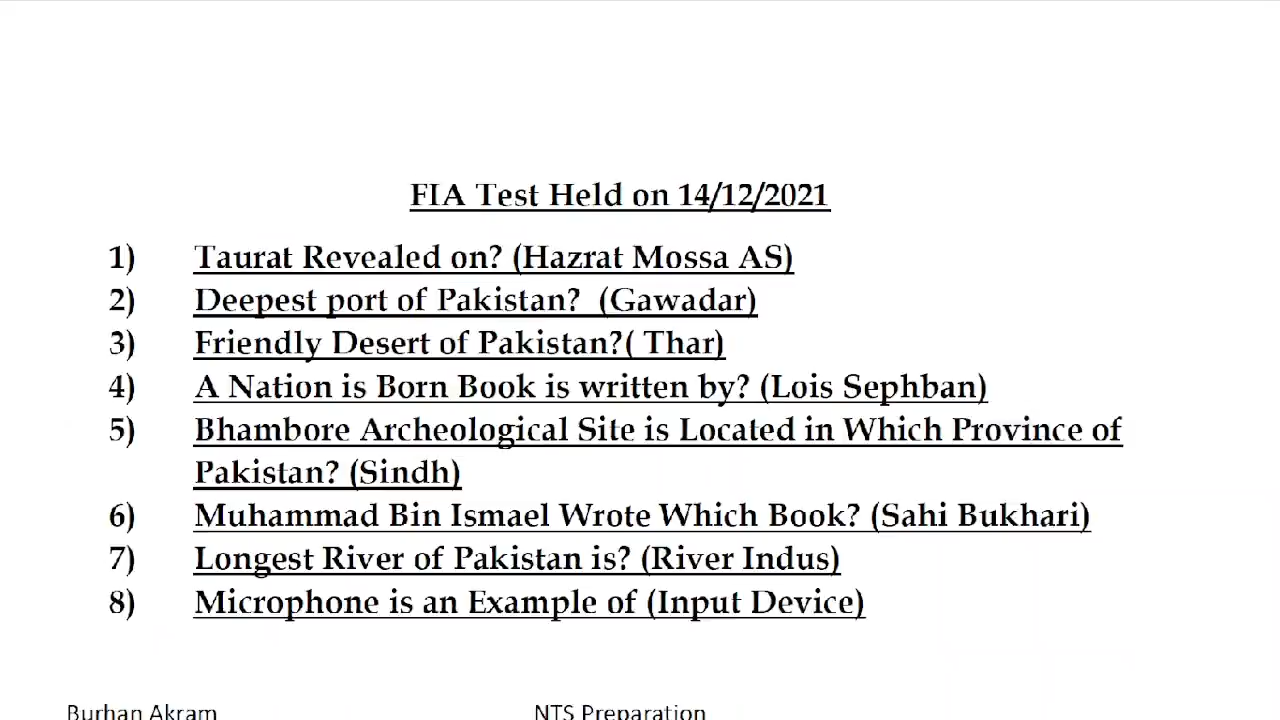 FIA Test Held on 14/12/2021
1) Taurat Revealed on? (Hazrat Mossa AS)
2) Deepest port of Pakistan? (Gawadar)
3) Friendly Desert of Pakistan?( Thar)
4) A Nation is Born Book is written by? (Lois Sephban)
5) Bhambore Archeological Site is Located in Which Province of
Pakistan? (Sindh)
6) Muhammad Bin Ismael Wrote Which Book? (Sahi Bukhari)
7) Longest River of Pakistan is? (River Indus)
8) Microphone is an Example of (Input Device)
Burhan Akram NTS Preparation